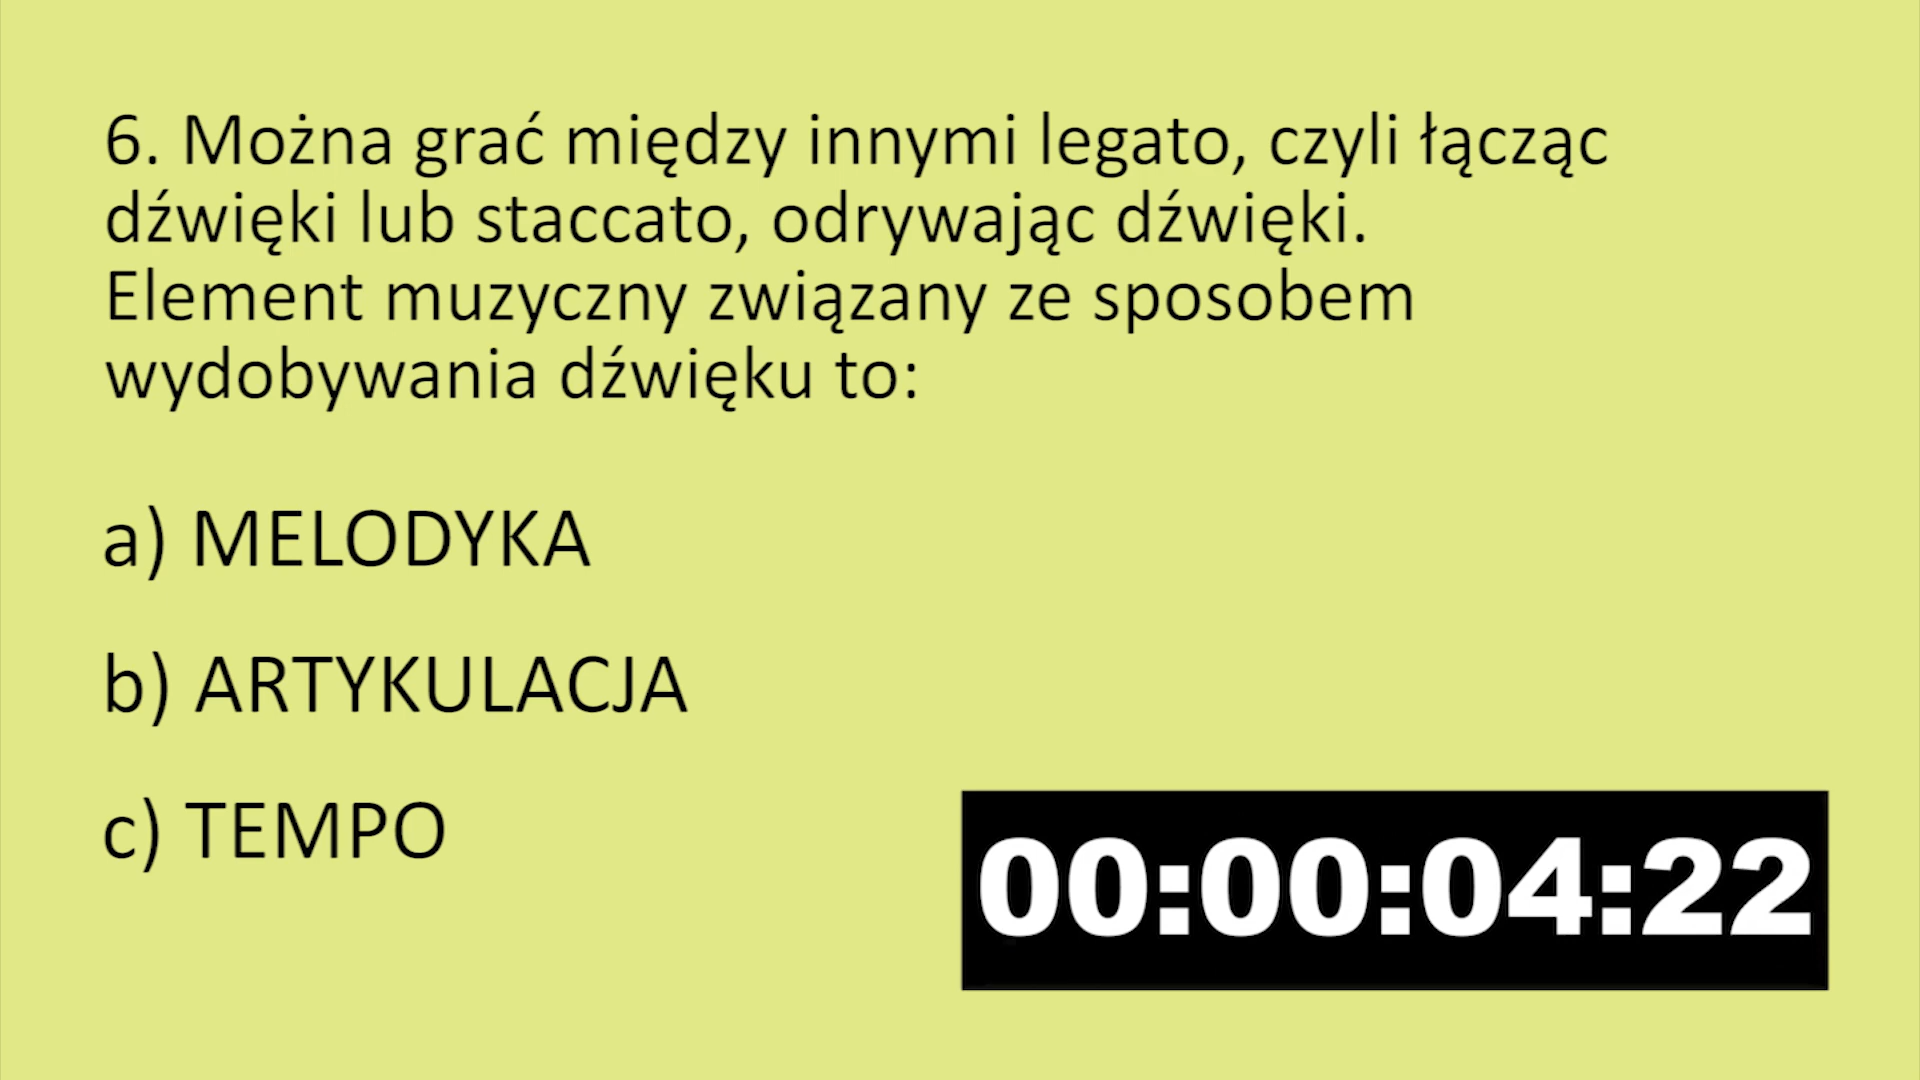 6. Można grać między innymi legato, czyli łącząc
dźwięki lub staccato, odrywając dźwięki.
Element muzyczny związany ze sposobem
wydobywania dźwięku to:
a) MELODYKA
b) ARTYKULACJA
c) TEMPO
00:00:04:22